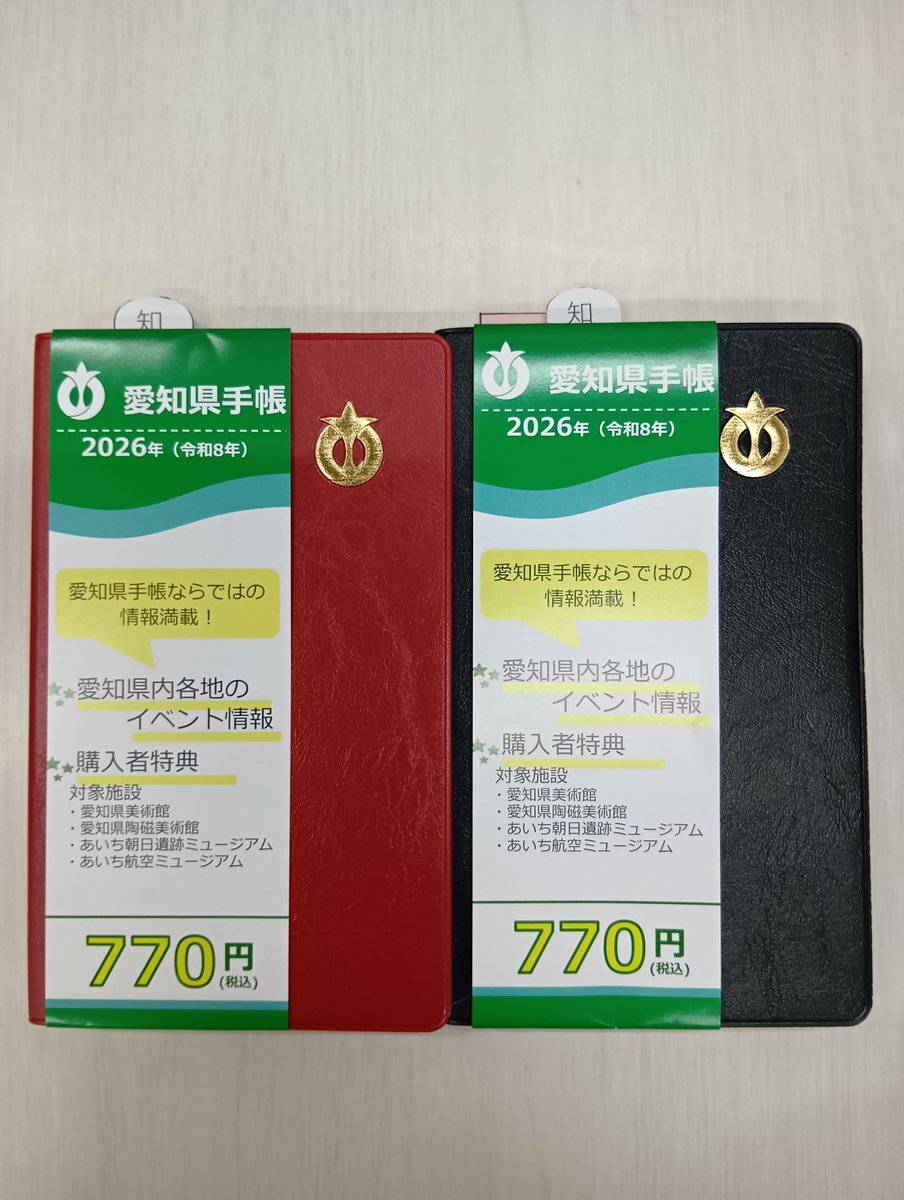 知
愛知県手帳
2026年(令和8年)
愛知県手帳ならではの
情報満載!
愛知県内各地の
イベント情報
購入者特典
対象施設
・愛知県美術館
・愛知県陶磁美術館
・あいち朝日遺跡ミュージアム
・あいち航空ミュージアム
770円
(税込)
知
愛知県手帳
2026年(令和8年)
愛知県手帳ならではの
情報満載!
愛知県内各地の
イベント情報
購入者特典
対象施設
・愛知県美術館
・愛知県陶磁美術館
・あいち朝日遺跡ミュージアム
・あいち航空ミュージアム
770円
(税込)